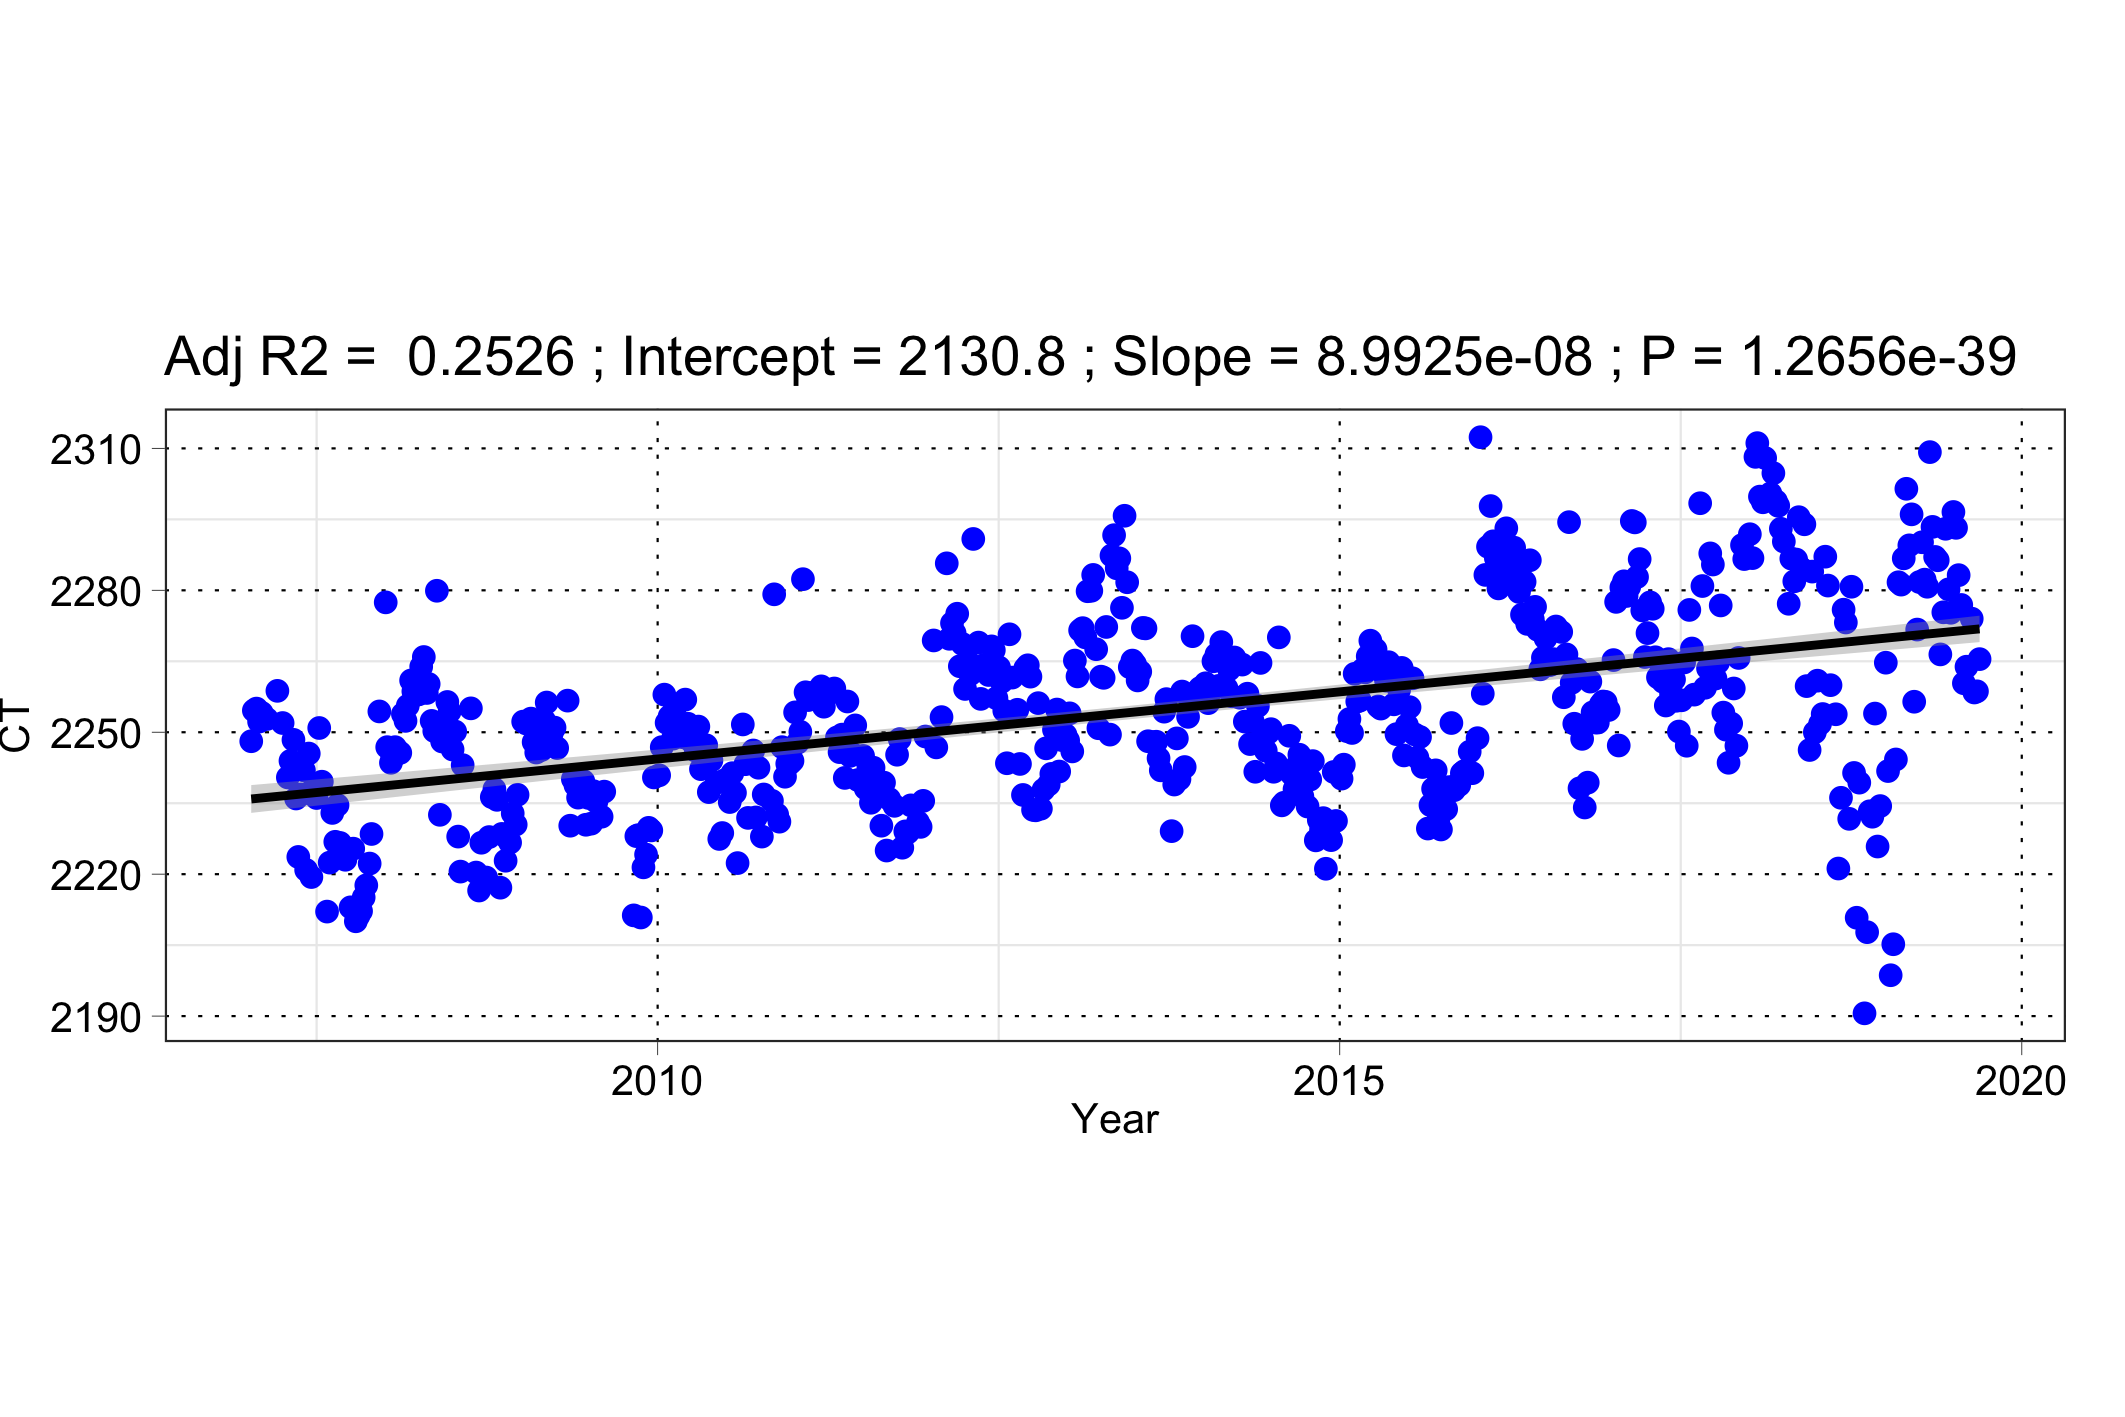 Adj R2 =  0.2526 ; Intercept = 2130.8 ; Slope = 8.9925e-08 ; P = 1.2656e-39
2310
2280
2250
2220
2190
CT
2010
2015
2020
Year